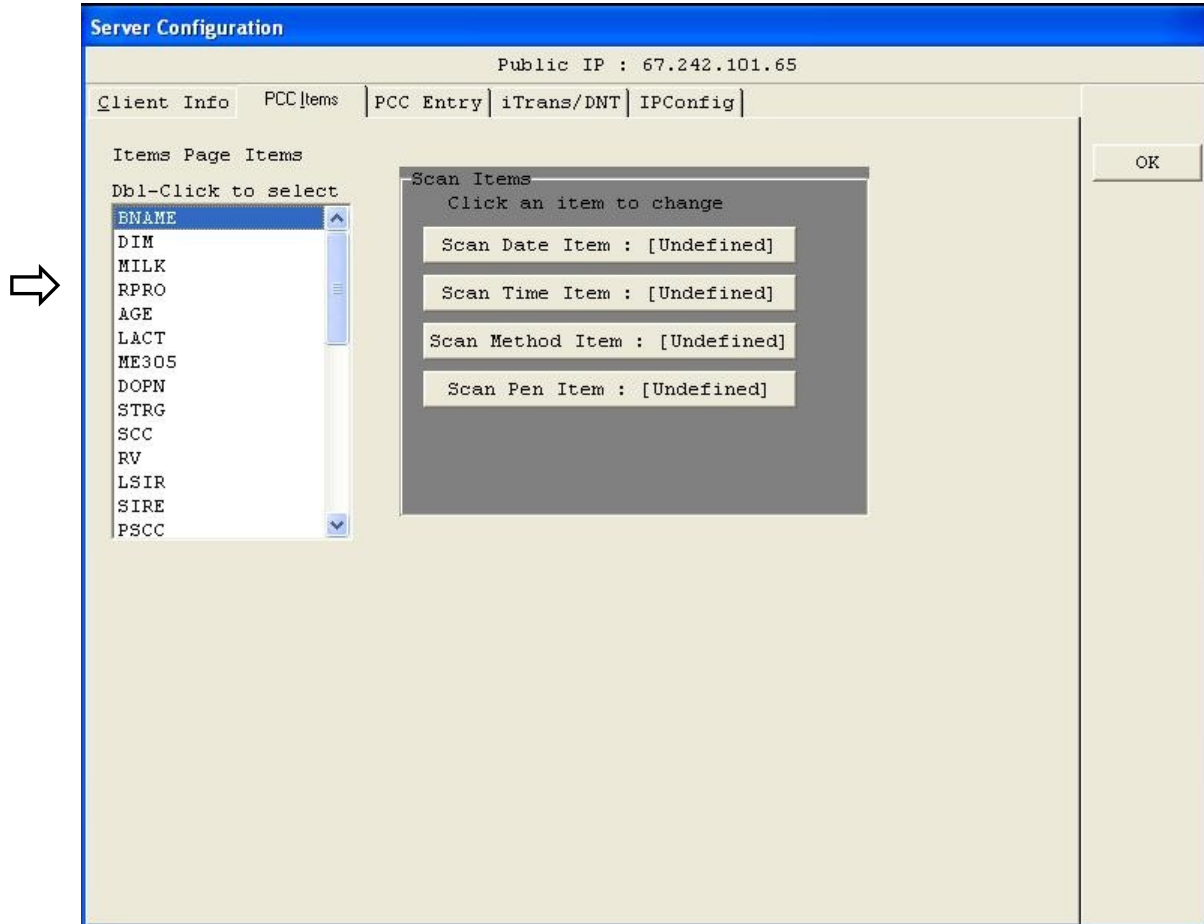 Server Configuration
Public IP : 67.242.101.65
Client Info PCC Items PCC Entry iTrans/DNT IPConfig
Items Page Items
Dbl-Click to select
BNAME
DIM
MILK
RPRO
AGE
LACT
ME305
DOPN
STRG
SCC
RV
LSIR
SIRE
PSCC
Scan Items
Click an item to change
Scan Date Item : [Undefined]
Scan Time Item : [Undefined]
Scan Method Item : [Undefined]
Scan Pen Item : [Undefined]
OK